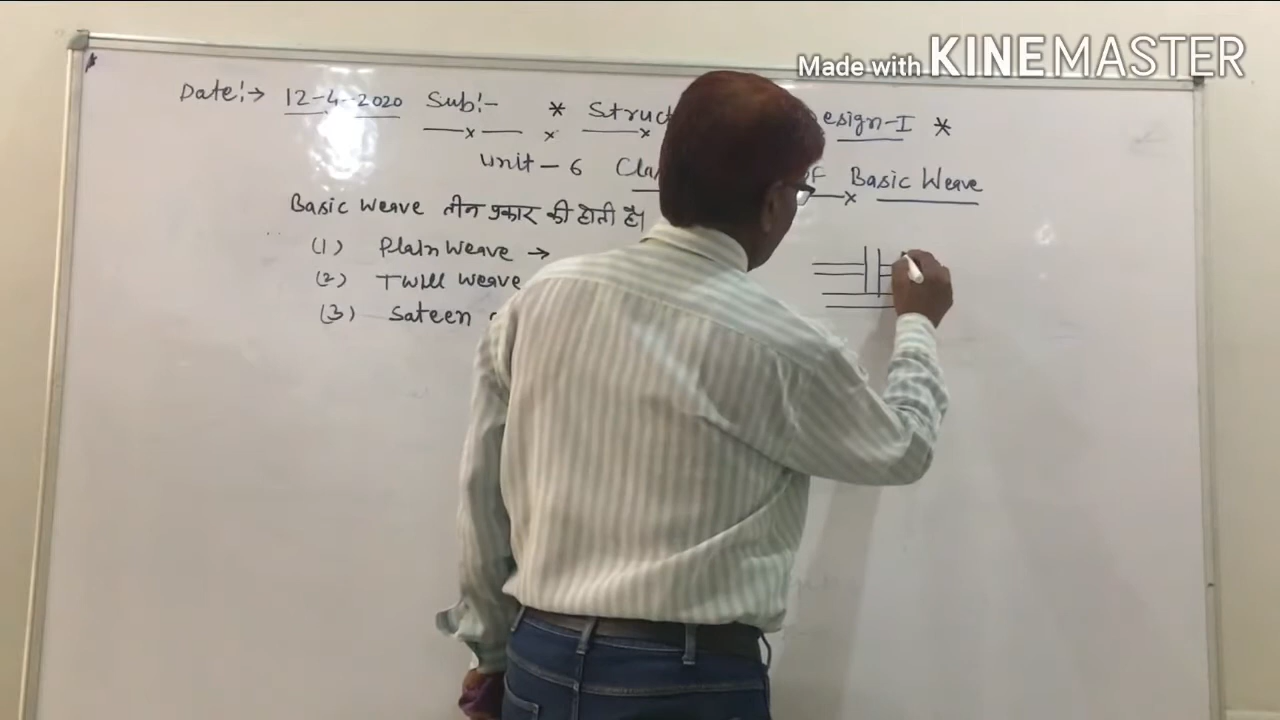 Made with KINEMASTER
Date:→ 12-4-2020 Sub:- * Struct esign-I *
Unit-6 Cla OF Basic Weave
Basic Weave तीन प्रकार की होती है।
(1) Plain Weave →
(2) Twill Weave
(3) Sateen